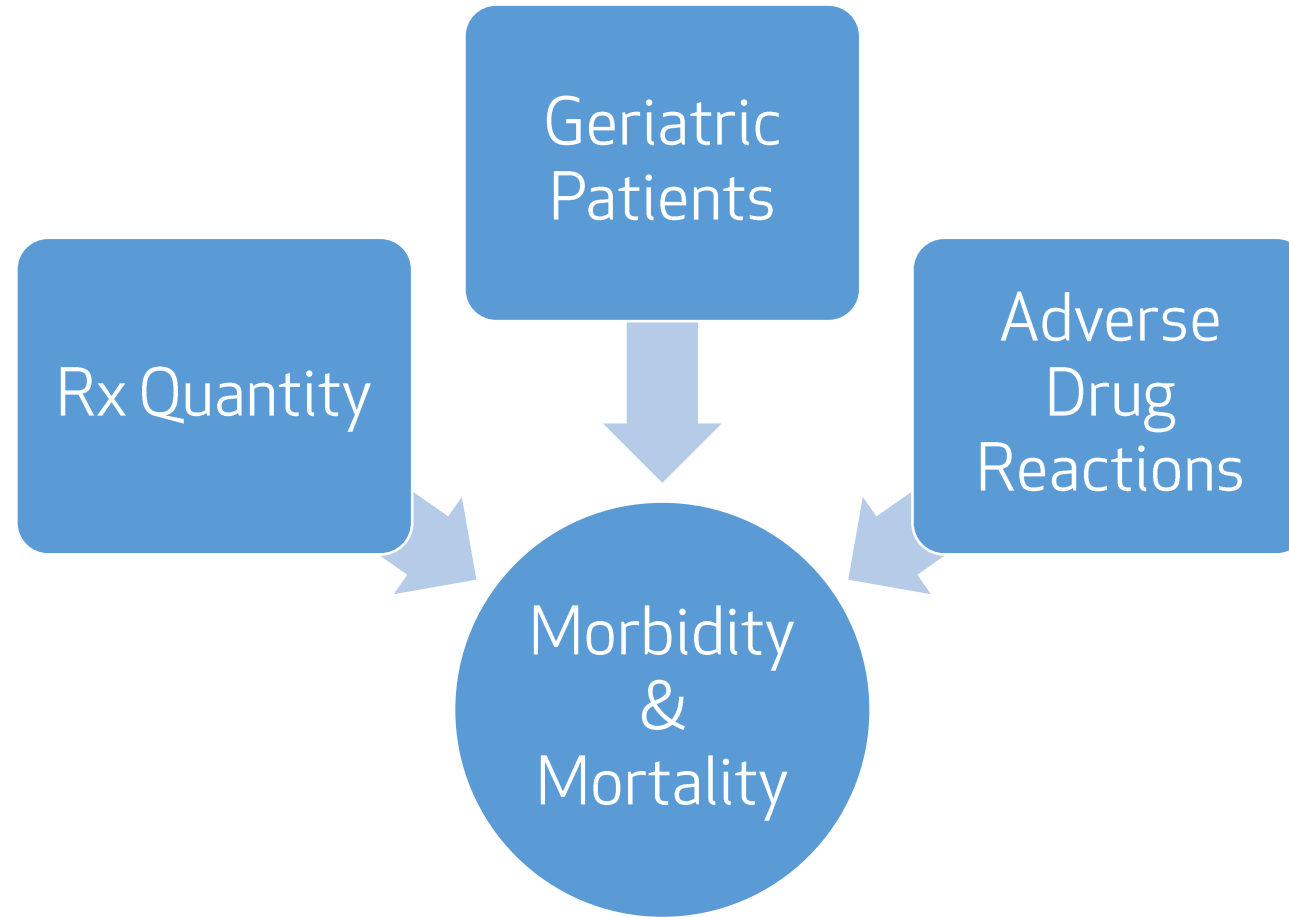 Geriatric
Patients
Rx Quantity
Adverse
Drug
Reactions
Morbidity
&
Mortality